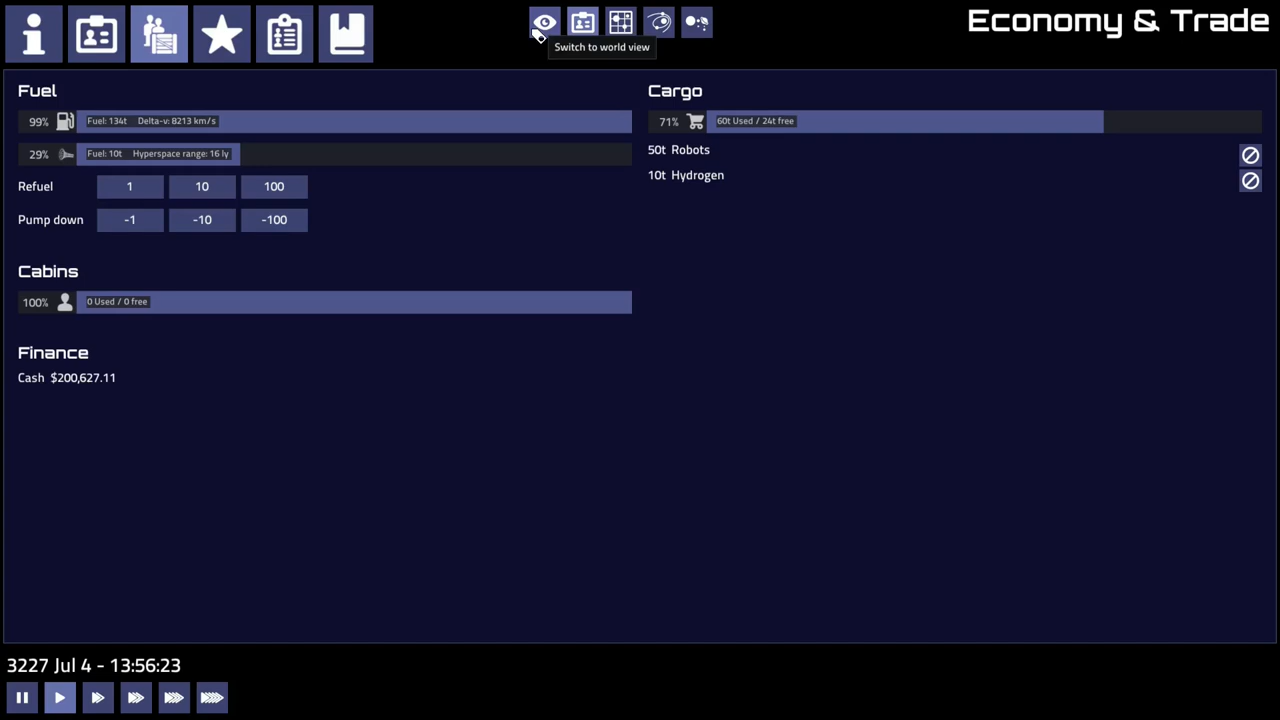 Economy & Trade
Switch to world view
Fuel
99% Fuel: 134t Delta-v: 8213 km/s
29% Fuel: 10t Hyperspace range: 16 ly
Refuel 1 10 100
Pump down -1 -10 -100
Cabins
100% 0 Used / 0 free
Finance
Cash $200,627.11
Cargo
71% 60t Used / 24t free
50t Robots
10t Hydrogen
3227 Jul 4 - 13:56:23